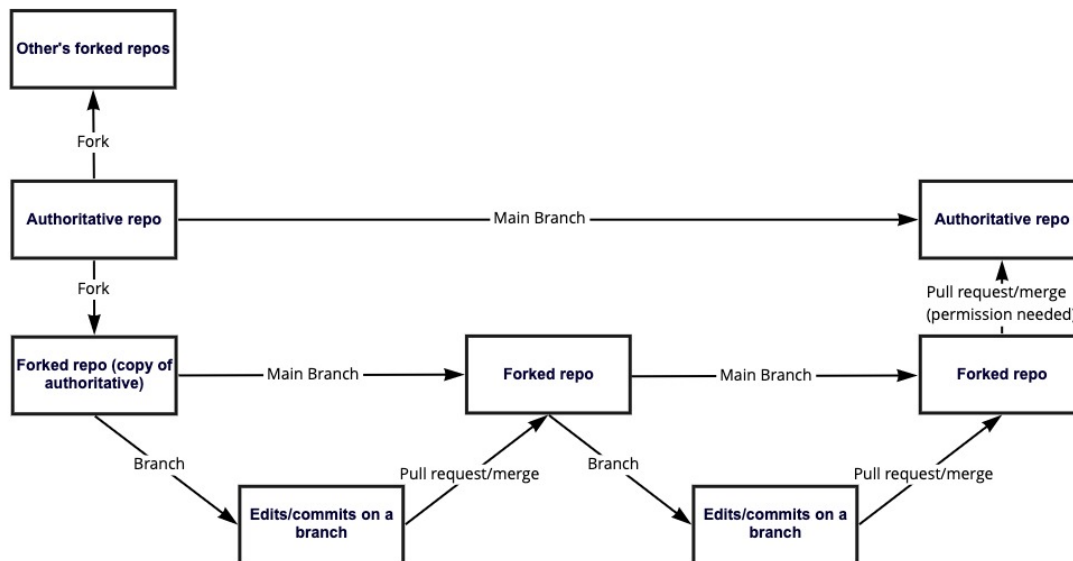 Other's forked repos
Fork
Authoritative repo
Main Branch
Authoritative repo
Fork
Pull request/merge
(permission needed)
Forked repo (copy of
authoritative)
Main Branch
Forked repo
Main Branch
Forked repo
Branch
Pull request/merge
Branch
Pull request/merge
Edits/commits on a
branch
Edits/commits on a
branch